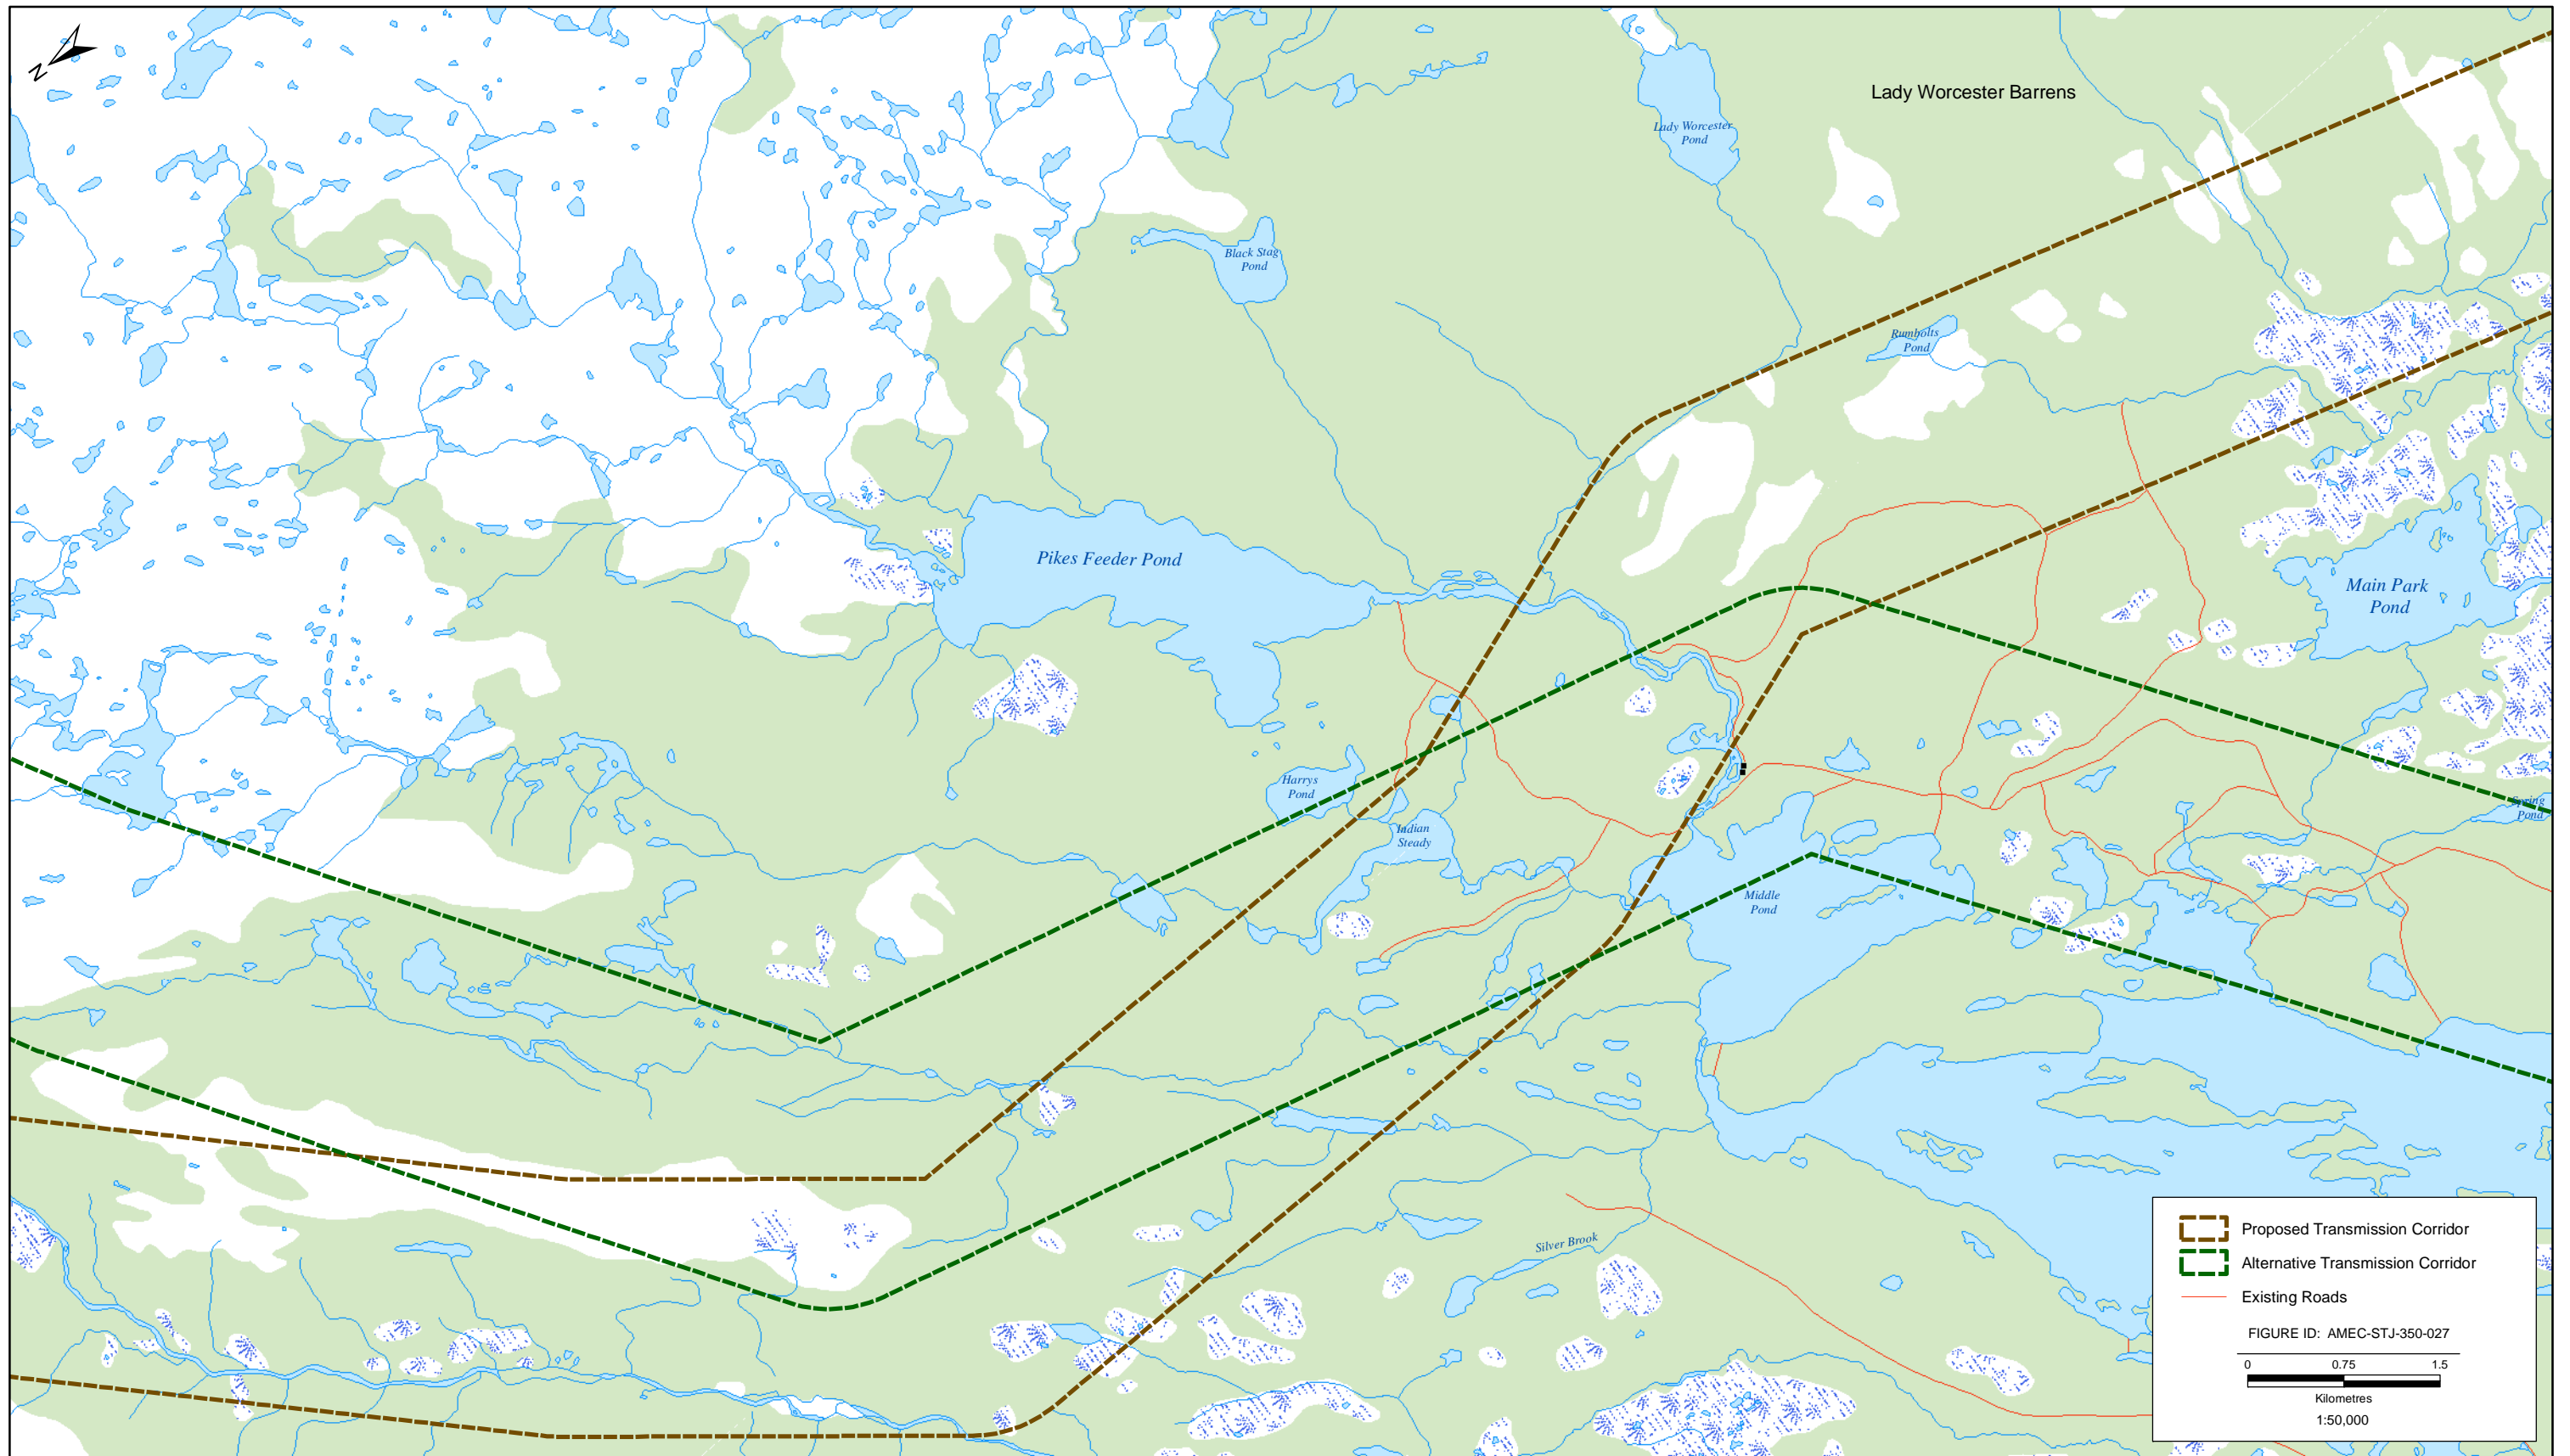 N
Lady Worcester Barrens
Lady Worcester
Pond
Black Stag
Pond
Rumbolts
Pond
Pikes Feeder Pond
Main Park
Pond
Harrys
Pond
Indian
Steady
Spring
Pond
Middle
Pond
Silver Brook
Proposed Transmission Corridor
Alternative Transmission Corridor
Existing Roads
FIGURE ID: AMEC-STJ-350-027
0 0.75 1.5
Kilometres
1:50,000